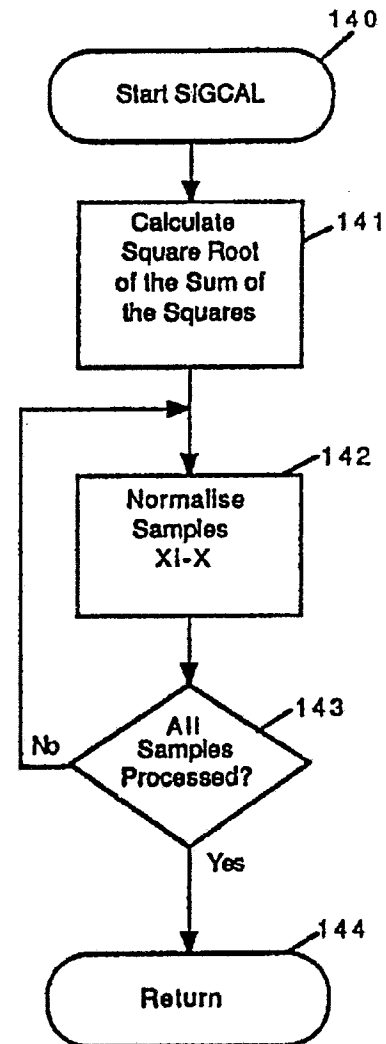 140
Start SIGCAL
Calculate
Square Root
of the Sum of
the Squares
141
Normalise
Samples
XI-X
142
All
Samples
Processed?
143
No
Yes
Return
144